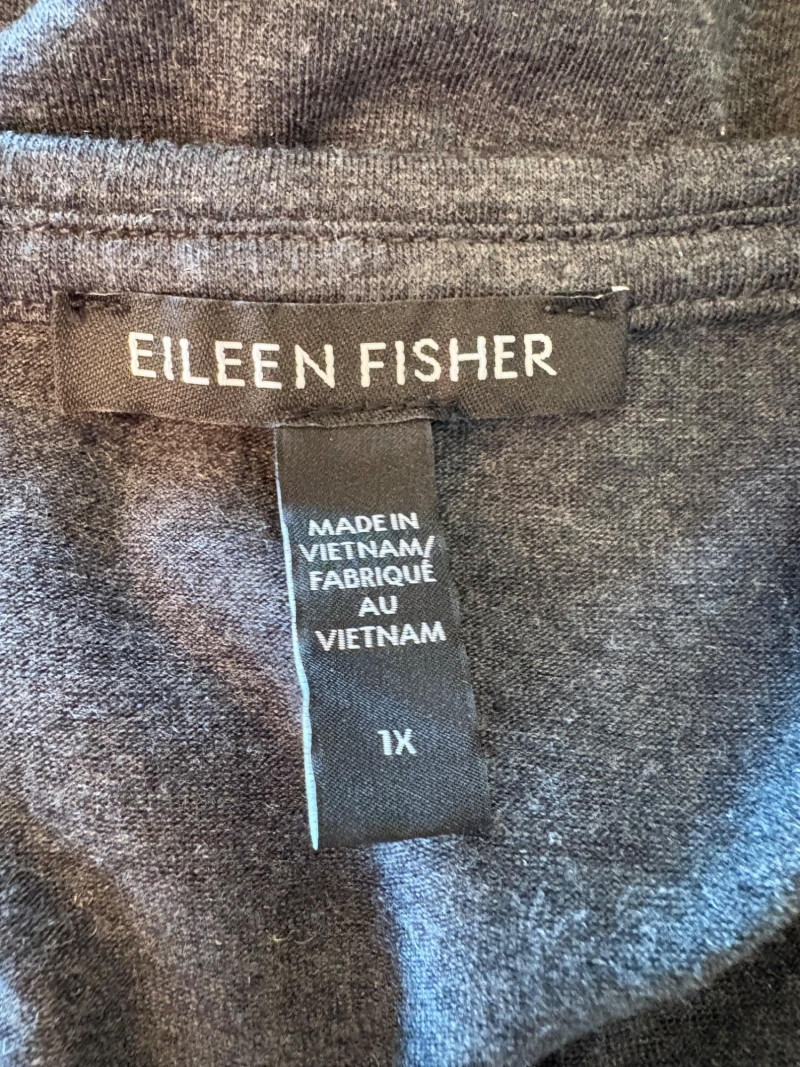 EILEEN FISHER
MADE IN
VIETNAM/
FABRIQUÉ
AU
VIETNAM
1X